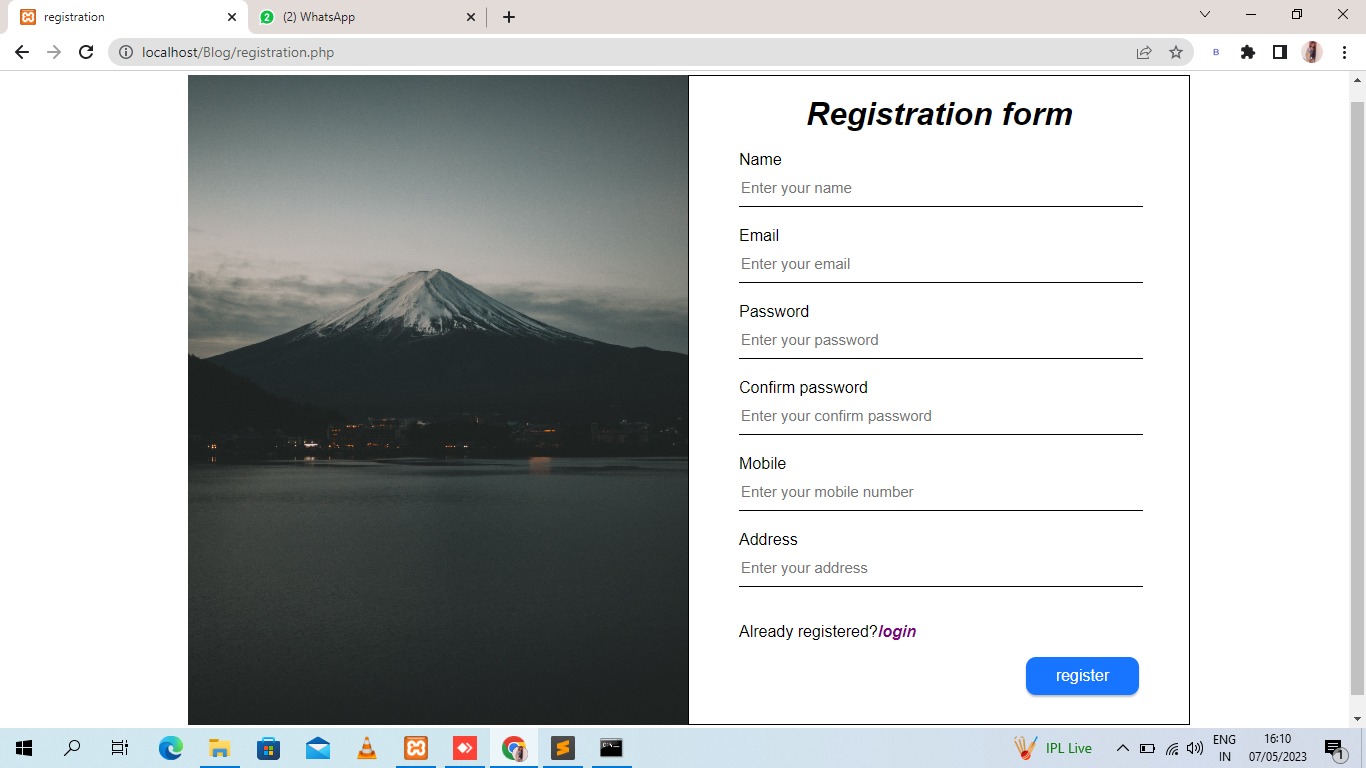 registration
(2) WhatsApp
localhost/Blog/registration.php
B
Registration form
Name
Enter your name
Email
Enter your email
Password
Enter your password
Confirm password
Enter your confirm password
Mobile
Enter your mobile number
Address
Enter your address
Already registered?login
register
IPL Live
ENG
IN
16:10
07/05/2023
1